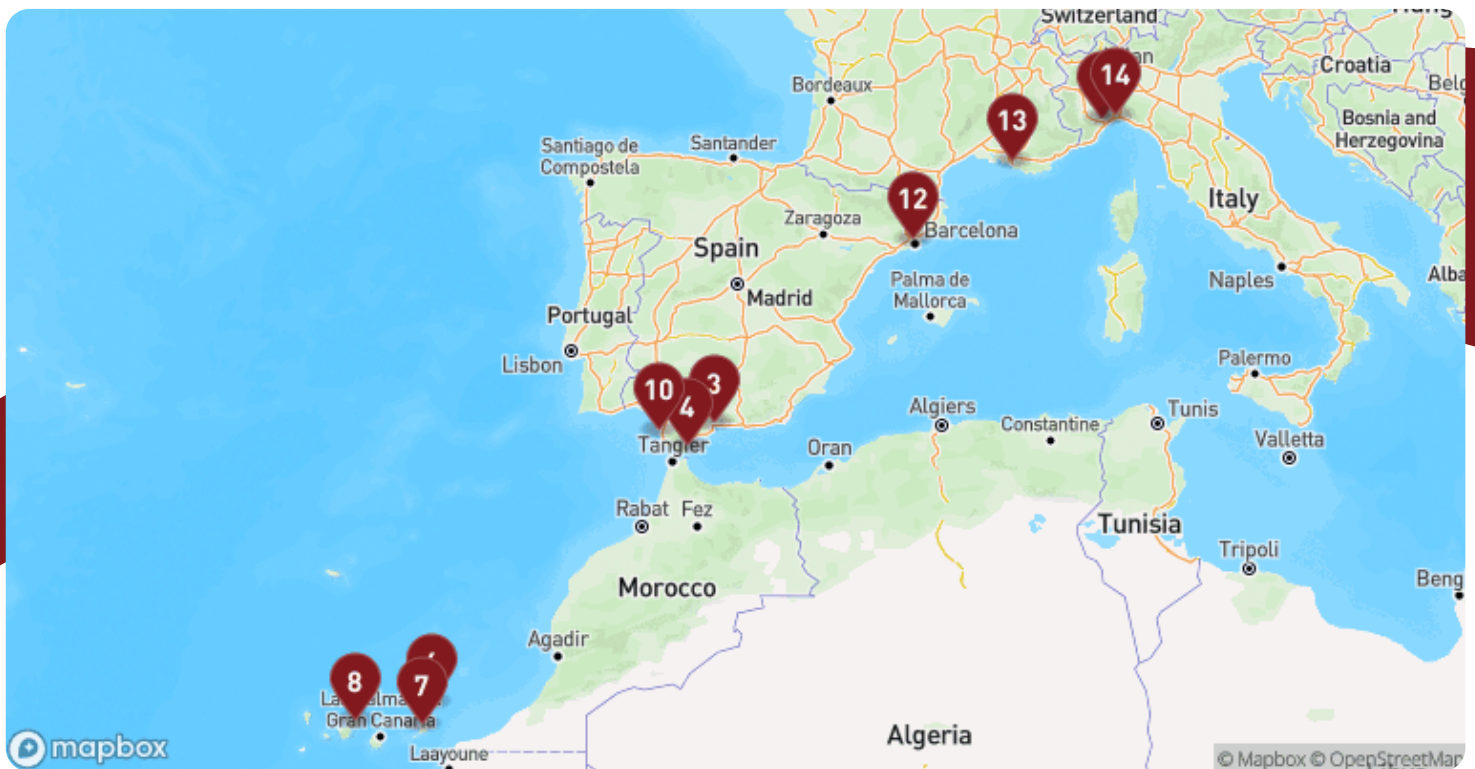 Switzerland
Croatia
Bordeaux
14
13
Bosnia and
Herzegovina
Santiago de
Compostela
Santander
12
Italy
Zaragoza
Barcelona
Spain
Naples
Palma de
Mallorca
Madrid
Portugal
Lisbon
Palermo
10
4
3
Algiers
Constantine
Tunis
Tangier
Oran
Valletta
Rabat
Fez
Tunisia
Tripoli
Morocco
Agadir
8
7
Gran Canaria
Laayoune
Algeria
mapbox
© Mapbox © OpenStreetMap